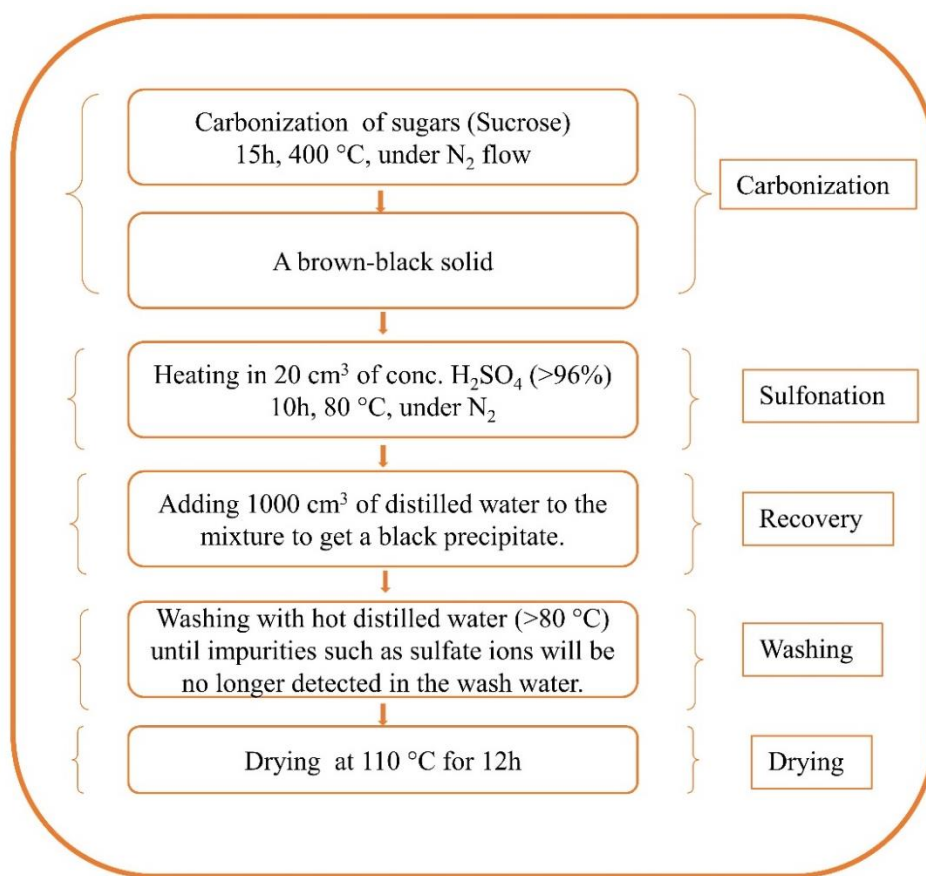 Carbonization of sugars (Sucrose)
15h, 400 °C, under N₂ flow
Carbonization
A brown-black solid
Heating in 20 cm³ of conc. H₂SO₄ (>96%)
10h, 80 °C, under N₂
Sulfonation
Adding 1000 cm³ of distilled water to the
mixture to get a black precipitate.
Recovery
Washing with hot distilled water (>80 °C)
until impurities such as sulfate ions will be
no longer detected in the wash water.
Washing
Drying at 110 °C for 12h
Drying